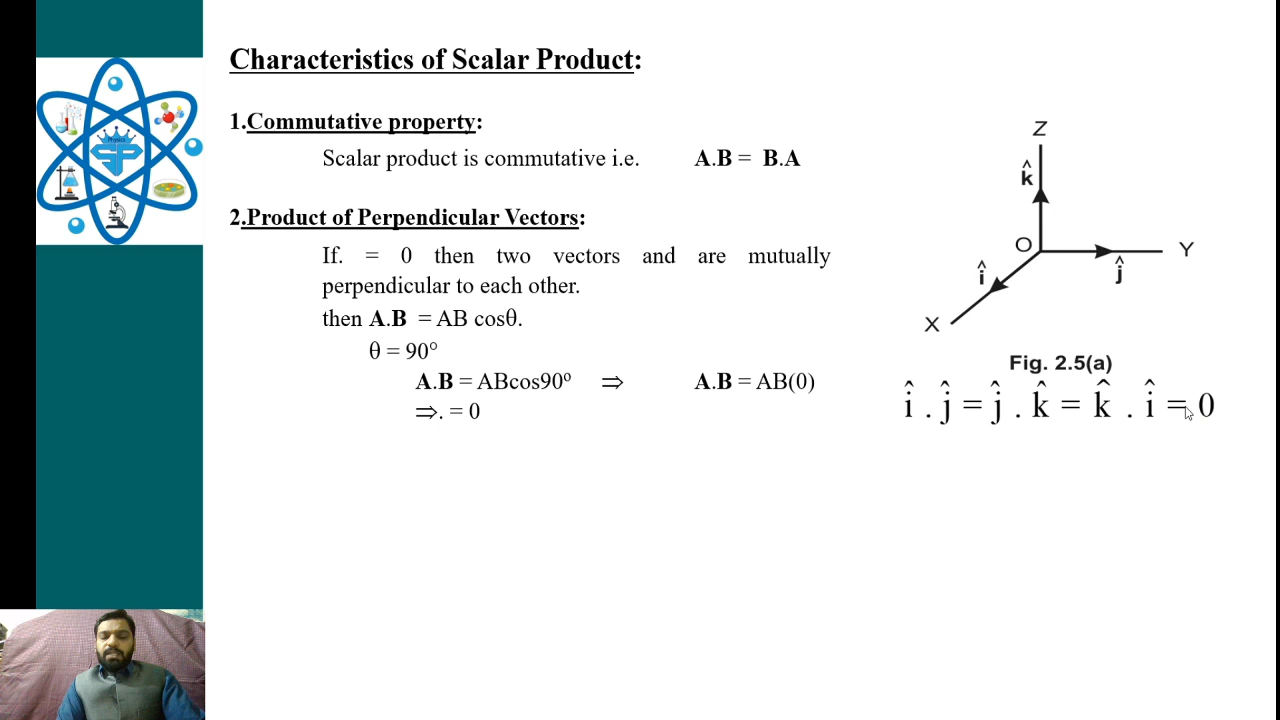 Characteristics of Scalar Product:
1.Commutative property:
Scalar product is commutative i.e. A.B = B.A
2.Product of Perpendicular Vectors:
If. = 0 then two vectors and are mutually
perpendicular to each other.
then A.B = AB cosθ.
θ = 90°
A.B = ABcos90º ⇒ A.B = AB(0)
⇒. = 0
Z
k̂
O
Y
î
ĵ
X
Fig. 2.5(a)
î . ĵ = ĵ . k̂ = k̂ . î = 0
Physics
SP